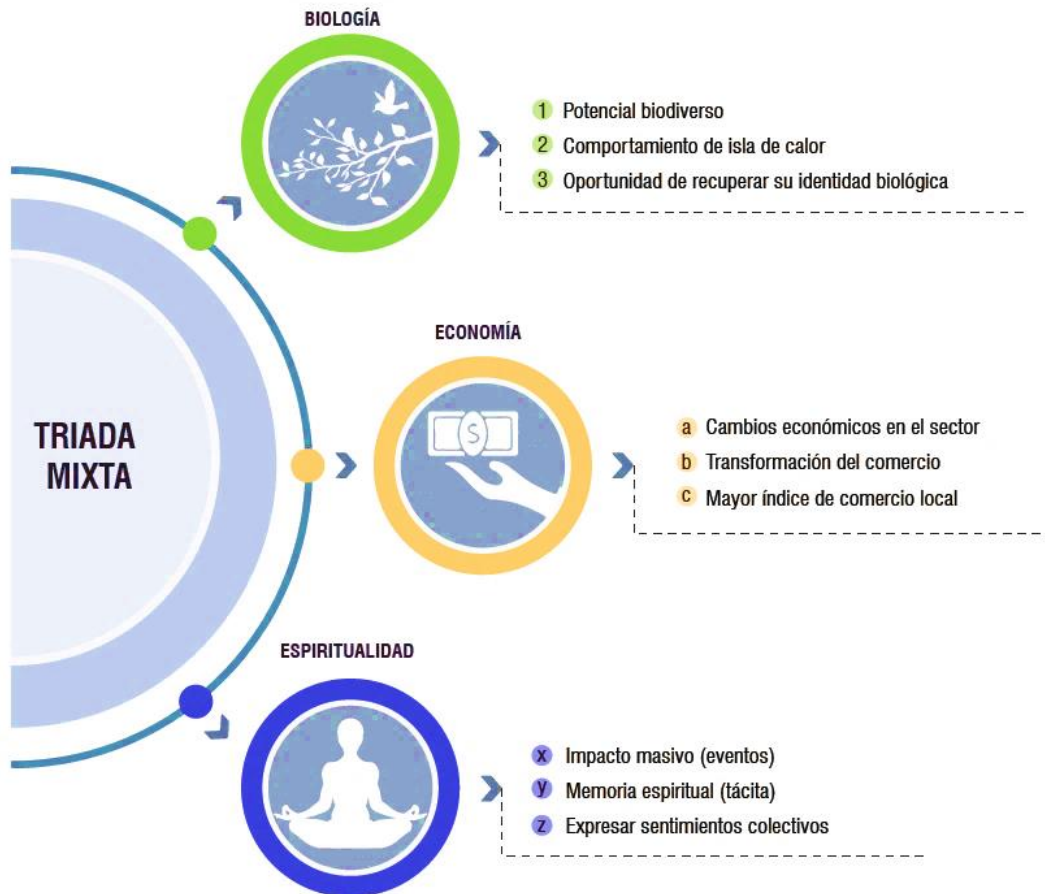 BIOLOGÍA
1 Potencial biodiverso
2 Comportamiento de isla de calor
3 Oportunidad de recuperar su identidad biológica
TRIADA
MIXTA
ECONOMÍA
$
a Cambios económicos en el sector
b Transformación del comercio
c Mayor índice de comercio local
ESPIRITUALIDAD
x Impacto masivo (eventos)
y Memoria espiritual (tácita)
z Expresar sentimientos colectivos